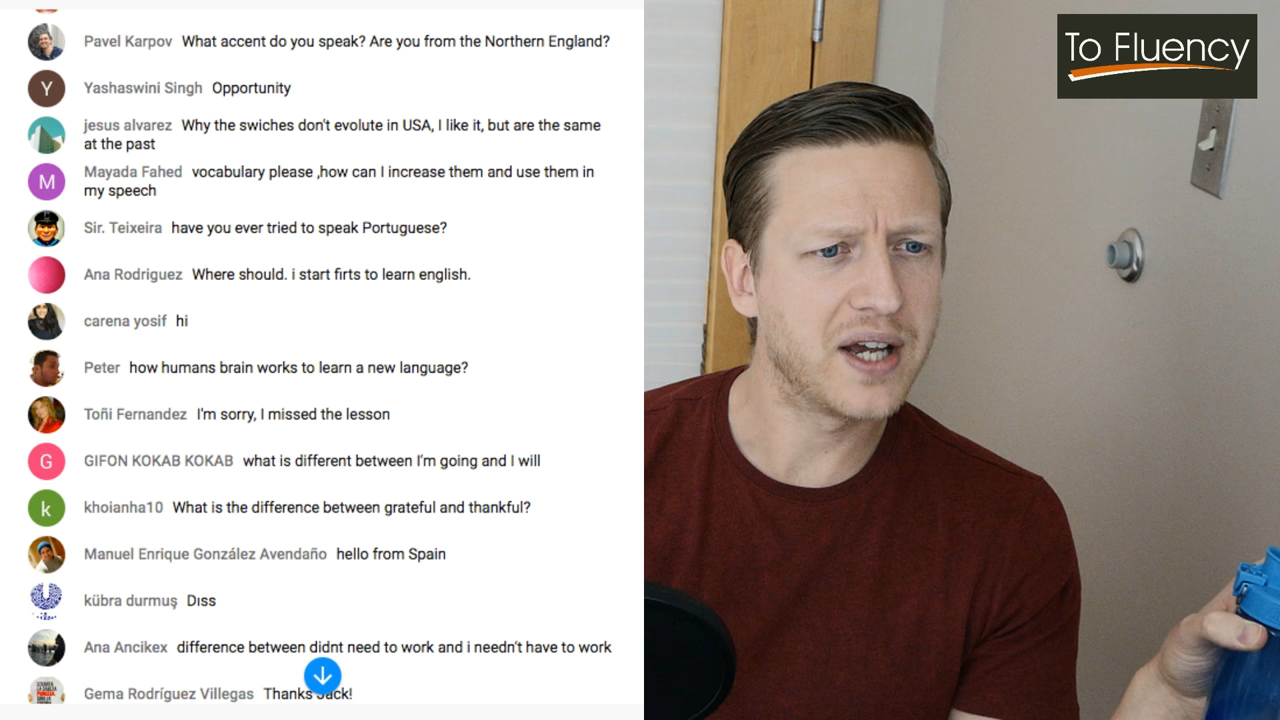 Pavel Karpov What accent do you speak? Are you from the Northern England?
Y Yashaswini Singh Opportunity
jesus alvarez Why the swiches don't evolute in USA, I like it, but are the same
at the past
M Mayada Fahed vocabulary please ,how can I increase them and use them in
my speech
Sir. Teixeira have you ever tried to speak Portuguese?
Ana Rodriguez Where should. i start firts to learn english.
carena yosif hi
Peter how humans brain works to learn a new language?
Toñi Fernandez I'm sorry, I missed the lesson
G GIFON KOKAB KOKAB what is different between I'm going and I will
k khoianha10 What is the difference between grateful and thankful?
Manuel Enrique González Avendaño hello from Spain
kübra durmuş Dıss
Ana Ancikex difference between didnt need to work and i needn't have to work
Gema Rodríguez Villegas Thanks Jack!
To Fluency